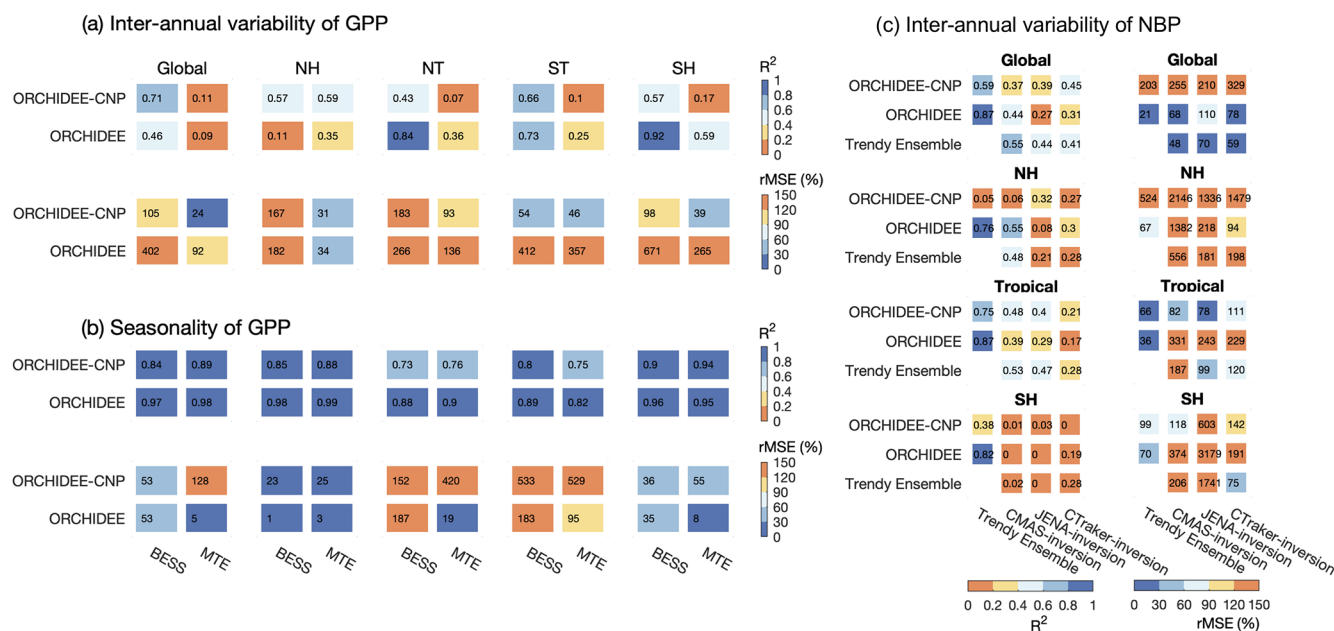 (a) Inter-annual variability of GPP
Global NH NT ST SH
R²
ORCHIDEE-CNP 0.71 0.11 0.57 0.59 0.43 0.07 0.66 0.1 0.57 0.17
ORCHIDEE 0.46 0.09 0.11 0.35 0.84 0.36 0.73 0.25 0.92 0.59
1
0.8
0.6
0.4
0.2
0
rMSE (%)
ORCHIDEE-CNP 105 24 167 31 183 93 54 46 98 39
ORCHIDEE 402 92 182 34 266 136 412 357 671 265
150
120
90
60
30
0
(b) Seasonality of GPP
R²
ORCHIDEE-CNP 0.84 0.89 0.85 0.88 0.73 0.76 0.8 0.75 0.9 0.94
ORCHIDEE 0.97 0.98 0.98 0.99 0.88 0.9 0.89 0.82 0.96 0.95
1
0.8
0.6
0.4
0.2
0
rMSE (%)
ORCHIDEE-CNP 53 128 23 25 152 420 533 529 36 55
ORCHIDEE 53 5 1 3 187 19 183 95 35 8
150
120
90
60
30
0
BESS MTE BESS MTE BESS MTE BESS MTE BESS MTE
(c) Inter-annual variability of NBP
Global Global
ORCHIDEE-CNP 0.59 0.37 0.39 0.45 203 255 210 329
ORCHIDEE 0.87 0.44 0.27 0.31 21 68 110 78
Trendy Ensemble 0.55 0.44 0.41 48 70 59
NH NH
ORCHIDEE-CNP 0.05 0.06 0.32 0.27 524 2146 1336 1479
ORCHIDEE 0.76 0.55 0.08 0.3 67 1382 218 94
Trendy Ensemble 0.48 0.21 0.28 556 181 198
Tropical Tropical
ORCHIDEE-CNP 0.75 0.48 0.4 0.21 66 82 78 111
ORCHIDEE 0.87 0.39 0.29 0.17 36 331 243 229
Trendy Ensemble 0.53 0.47 0.28 187 99 120
SH SH
ORCHIDEE-CNP 0.38 0.01 0.03 0 99 118 603 142
ORCHIDEE 0.82 0 0 0.19 70 374 3179 191
Trendy Ensemble 0.02 0 0.28 206 1741 75
Trendy Ensemble CMAS-inversion JENA-inversion CTraker-inversion Trendy Ensemble CMAS-inversion JENA-inversion CTraker-inversion
0 0.2 0.4 0.6 0.8 1
R²
0 30 60 90 120 150
rMSE (%)